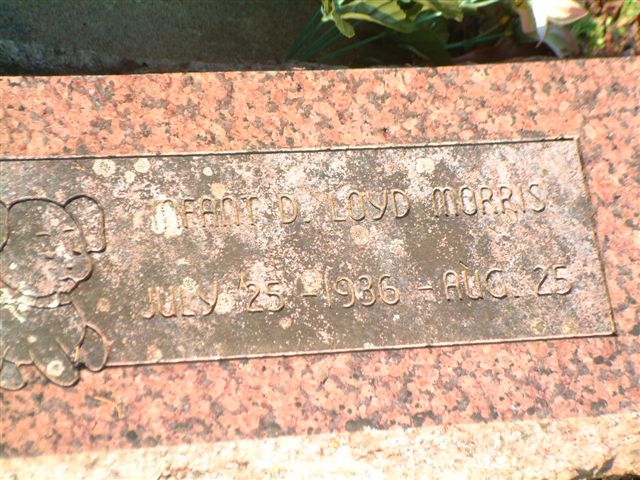 INFANT D. LOYD MORRIS
JULY 25 - 1936 - AUG. 25